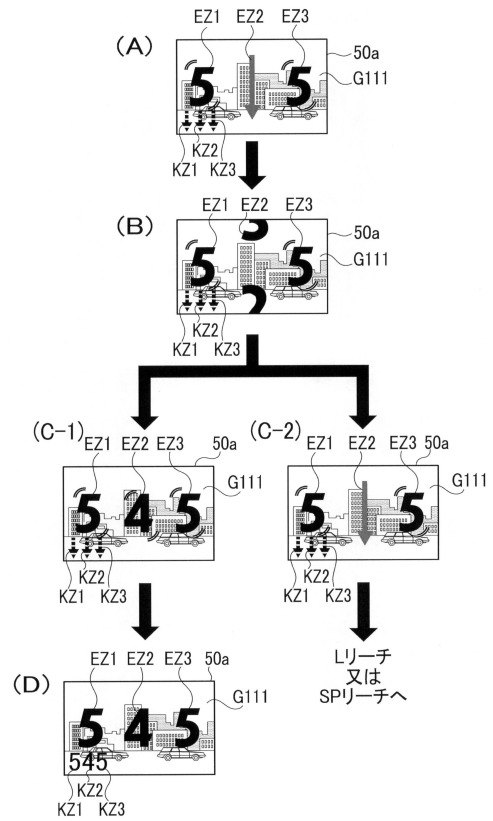 EZ1 EZ2 EZ3
(A)
50a
5 5
G111
KZ1 KZ2 KZ3
EZ1 EZ2 EZ3
(B)
3
50a
5 5
G111
2
KZ1 KZ2 KZ3
(C-1)
EZ1 EZ2 EZ3 50a
G111
5 4 5
KZ1 KZ2 KZ3
(C-2)
EZ1 EZ2 EZ3 50a
G111
5 5
KZ1 KZ2 KZ3
Lリーチ
又は
SPリーチへ
(D)
EZ1 EZ2 EZ3 50a
G111
5 4 5
545
KZ1 KZ2 KZ3